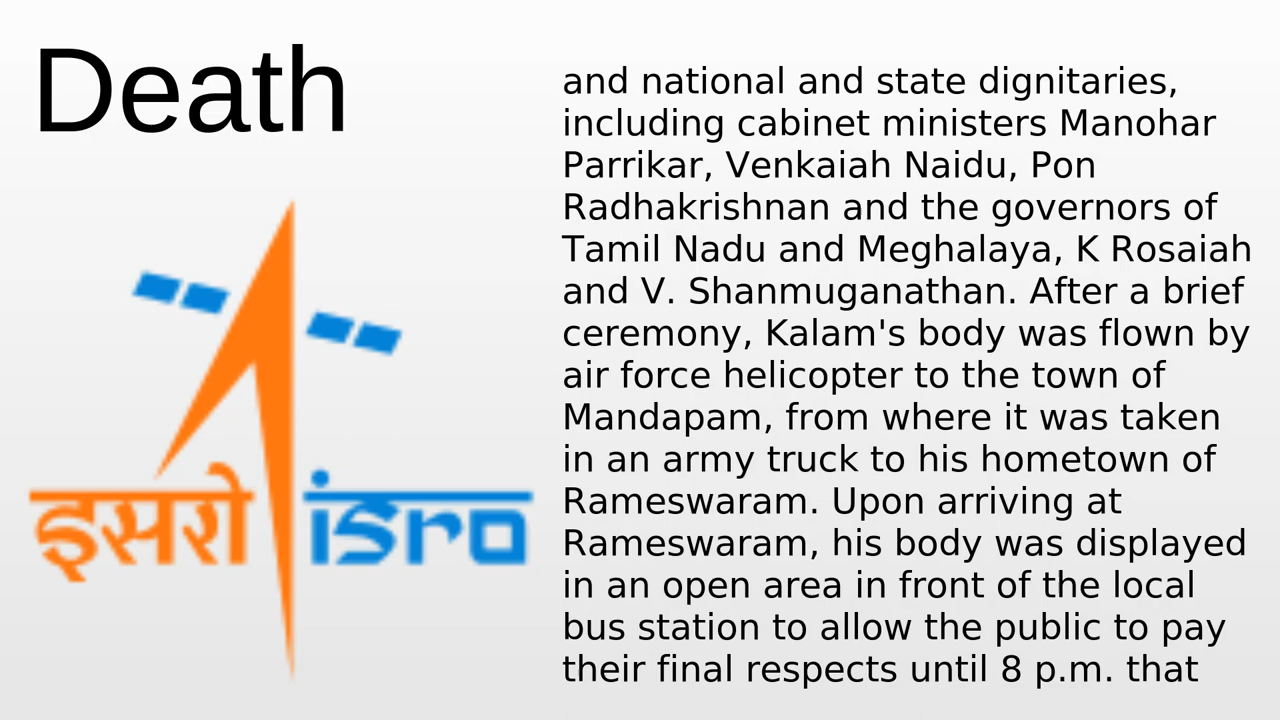 Death
इसरो isro
and national and state dignitaries,
including cabinet ministers Manohar
Parrikar, Venkaiah Naidu, Pon
Radhakrishnan and the governors of
Tamil Nadu and Meghalaya, K Rosaiah
and V. Shanmuganathan. After a brief
ceremony, Kalam's body was flown by
air force helicopter to the town of
Mandapam, from where it was taken
in an army truck to his hometown of
Rameswaram. Upon arriving at
Rameswaram, his body was displayed
in an open area in front of the local
bus station to allow the public to pay
their final respects until 8 p.m. that